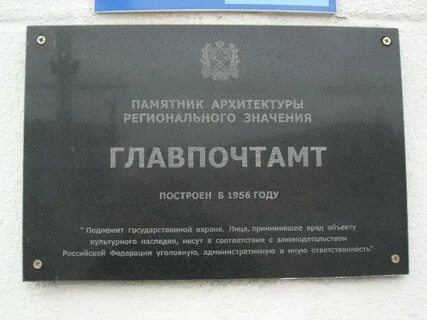 ПАМЯТНИК АРХИТЕКТУРЫ
РЕГИОНАЛЬНОГО ЗНАЧЕНИЯ
ГЛАВПОЧТАМТ
ПОСТРОЕН В 1956 ГОДУ
"Подлежит государственной охране. Лица, причинившие вред объекту
культурного наследия, несут в соответствии с законодательством
Российской Федерации уголовную, административную и иную ответственность"